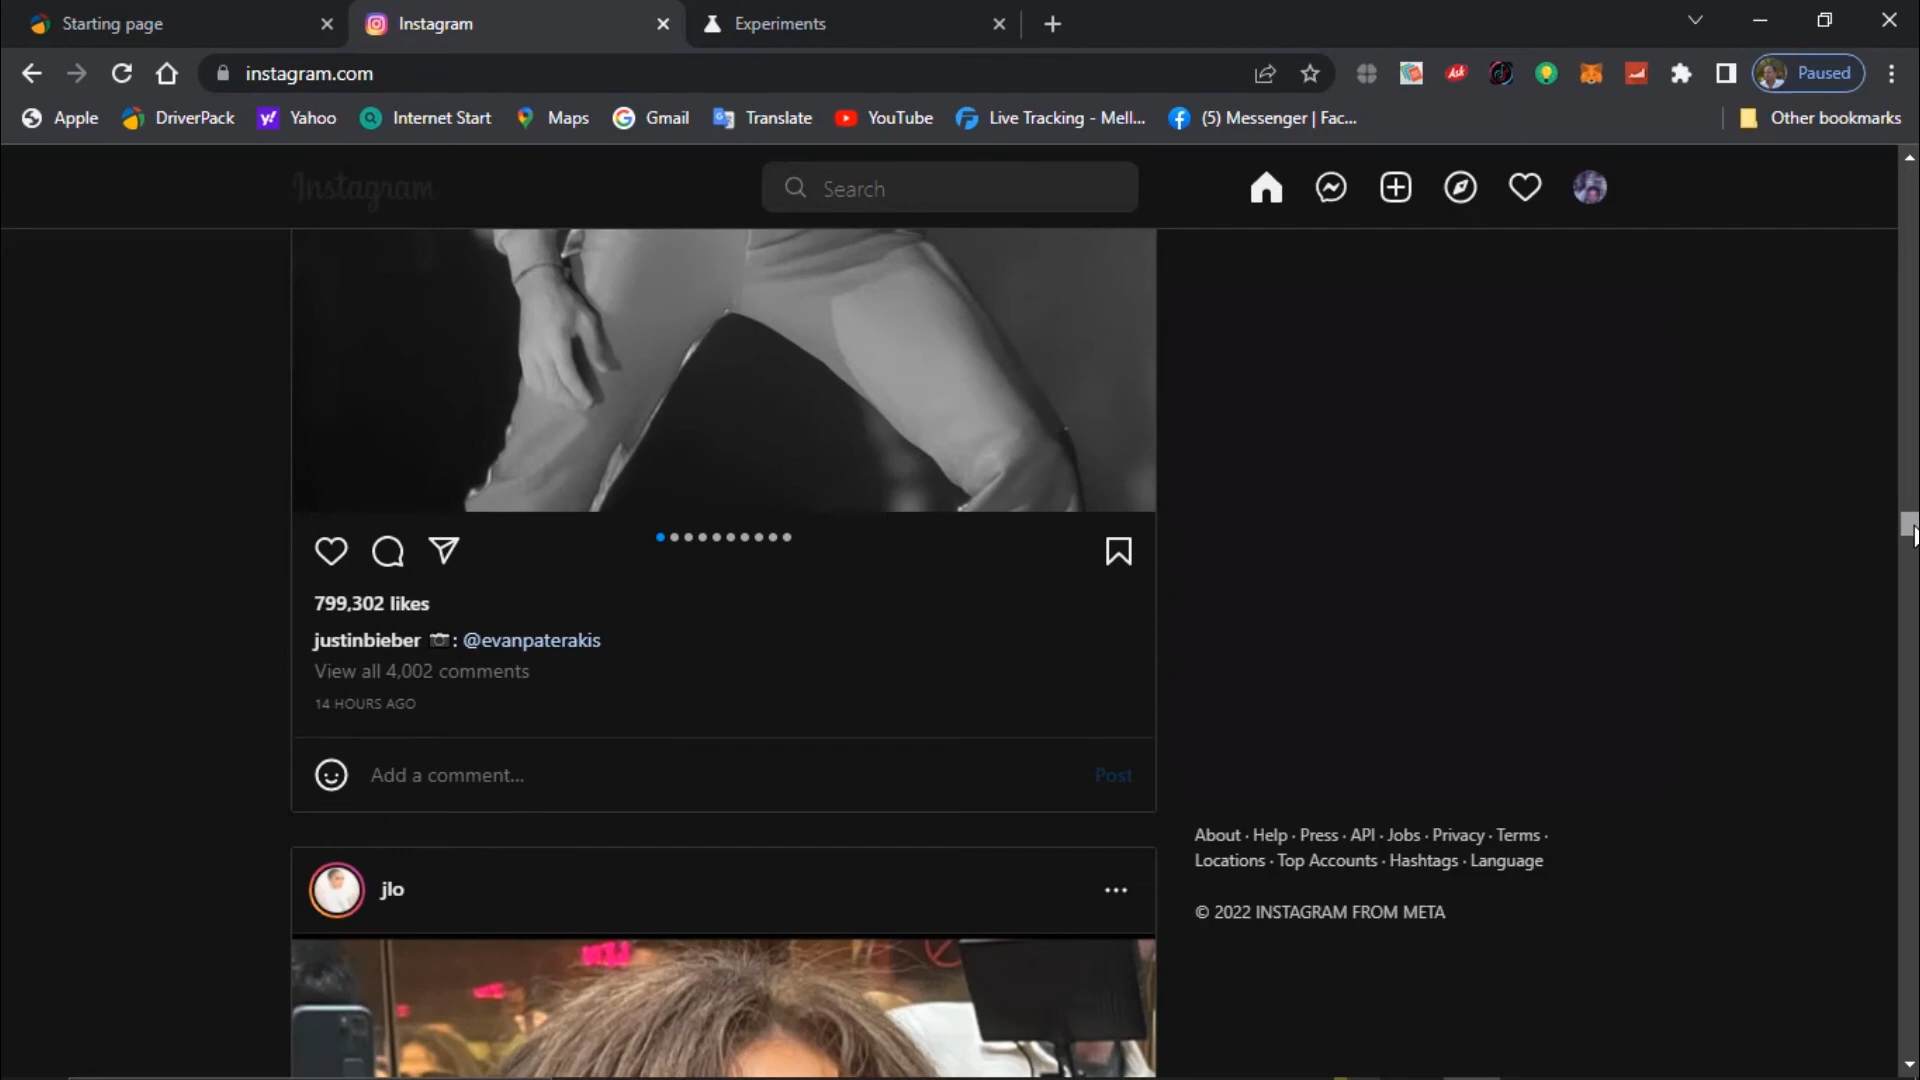 Starting page
Instagram
Experiments
instagram.com
Ask
Paused
Apple
DriverPack
Yahoo
Internet Start
Maps
Gmail
Translate
YouTube
Live Tracking - Mell...
(5) Messenger | Fac...
Other bookmarks
Instagram
Search
799,302 likes
justinbieber 📷: @evanpaterakis
View all 4,002 comments
14 HOURS AGO
Add a comment...
Post
jlo
About · Help · Press · API · Jobs · Privacy · Terms ·
Locations · Top Accounts · Hashtags · Language
© 2022 INSTAGRAM FROM META